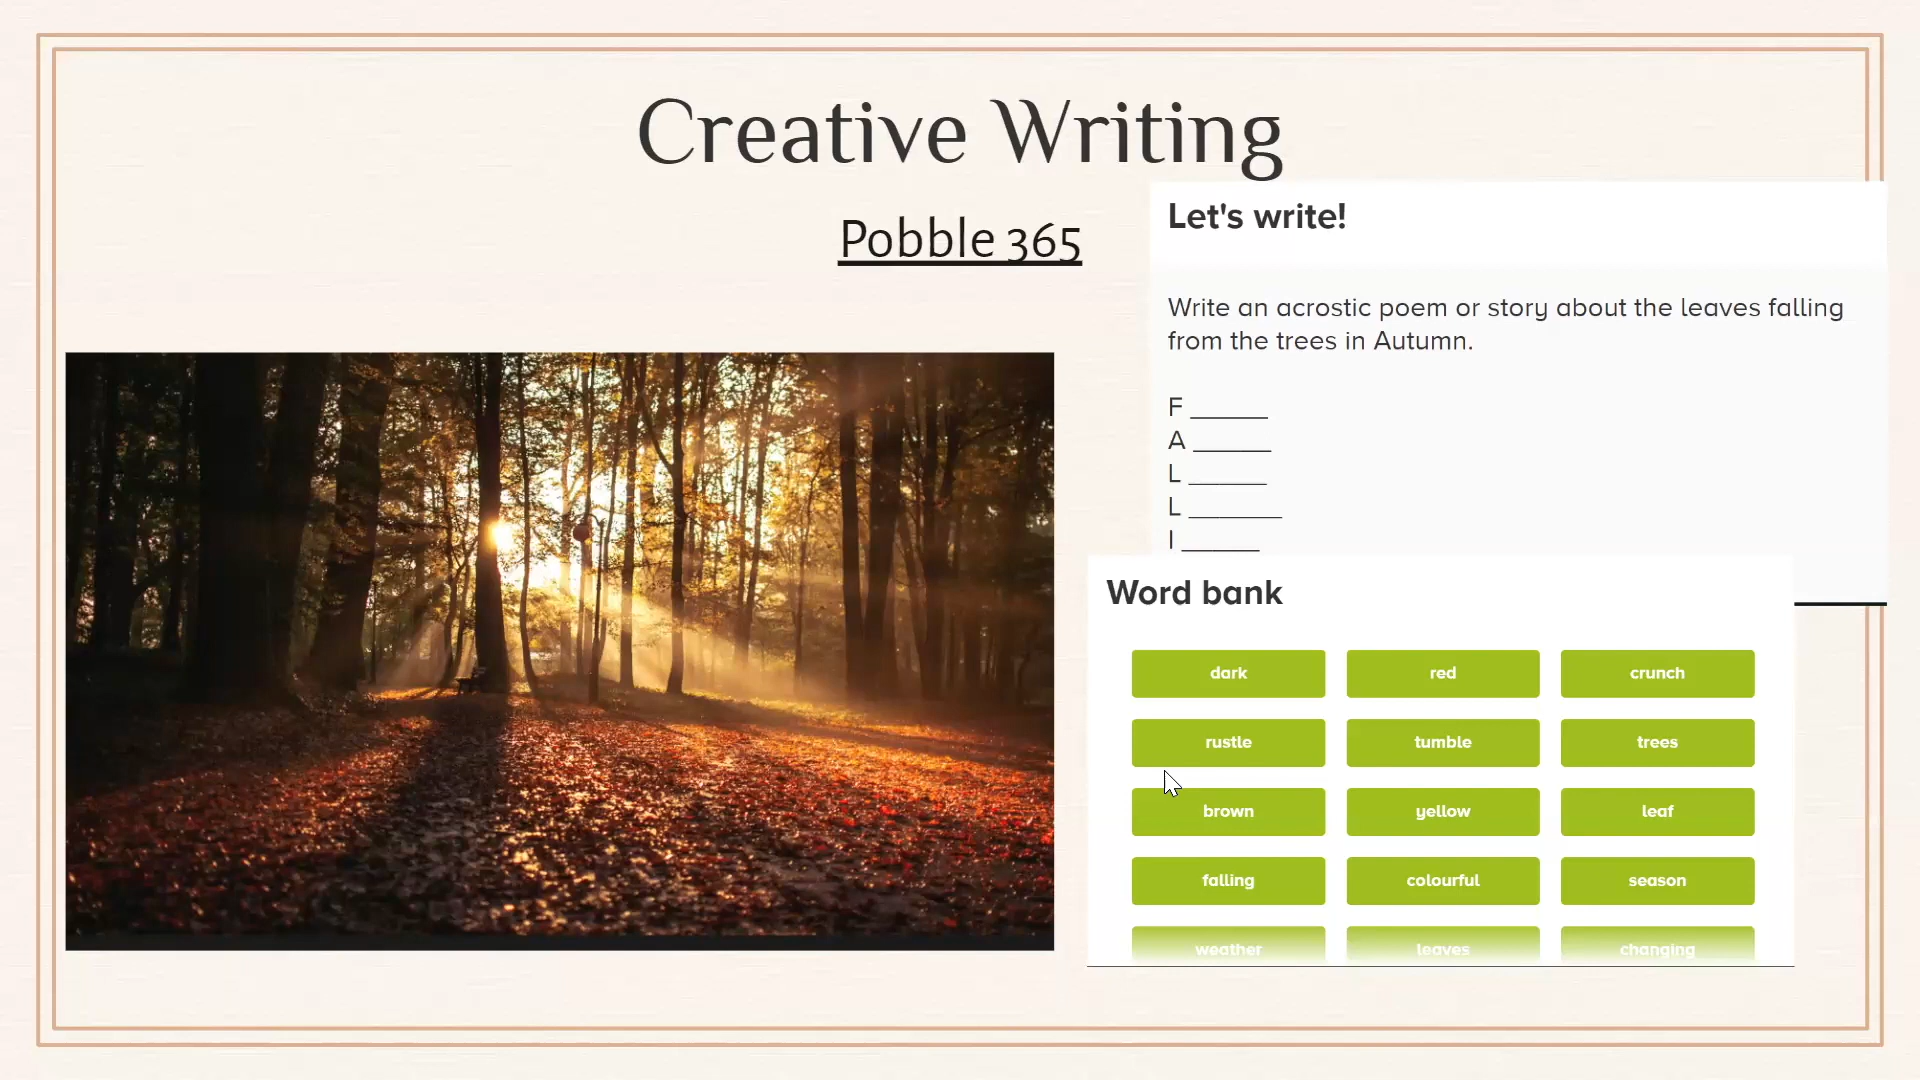 Creative Writing
Pobble 365
Let's write!
Write an acrostic poem or story about the leaves falling
from the trees in Autumn.
F ______
A ______
L ______
L _______
I ______
Word bank
dark red crunch
rustle tumble trees
brown yellow leaf
falling colourful season
weather leaves changing